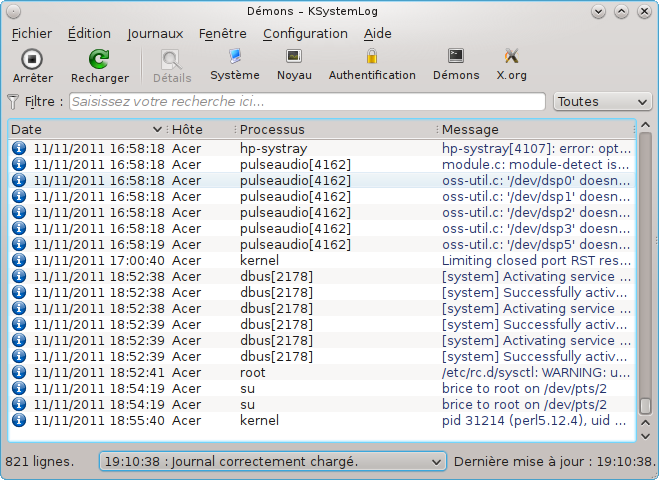 Démons - KSystemLog
Fichier Édition Journaux Fenêtre Configuration Aide
Arrêter Recharger Détails Système Noyau Authentification Démons X.org
Filtre : Saisissez votre recherche ici... Toutes
Date Hôte Processus Message
11/11/2011 16:58:18 Acer hp-systray hp-systray[4107]: error: opt...
11/11/2011 16:58:18 Acer pulseaudio[4162] module.c: module-detect is...
11/11/2011 16:58:18 Acer pulseaudio[4162] oss-util.c: '/dev/dsp0' doesn...
11/11/2011 16:58:18 Acer pulseaudio[4162] oss-util.c: '/dev/dsp1' doesn...
11/11/2011 16:58:18 Acer pulseaudio[4162] oss-util.c: '/dev/dsp2' doesn...
11/11/2011 16:58:18 Acer pulseaudio[4162] oss-util.c: '/dev/dsp3' doesn...
11/11/2011 16:58:19 Acer pulseaudio[4162] oss-util.c: '/dev/dsp5' doesn...
11/11/2011 17:00:40 Acer kernel Limiting closed port RST res...
11/11/2011 18:52:38 Acer dbus[2178] [system] Activating service ...
11/11/2011 18:52:38 Acer dbus[2178] [system] Successfully activ...
11/11/2011 18:52:38 Acer dbus[2178] [system] Activating service ...
11/11/2011 18:52:39 Acer dbus[2178] [system] Successfully activ...
11/11/2011 18:52:39 Acer dbus[2178] [system] Activating service ...
11/11/2011 18:52:39 Acer dbus[2178] [system] Successfully activ...
11/11/2011 18:52:41 Acer root /etc/rc.d/sysctl: WARNING: u...
11/11/2011 18:54:19 Acer su brice to root on /dev/pts/2
11/11/2011 18:54:19 Acer su brice to root on /dev/pts/2
11/11/2011 18:55:40 Acer kernel pid 31214 (perl5.12.4), uid ...
821 lignes. 19:10:38 : Journal correctement chargé. Dernière mise à jour : 19:10:38.